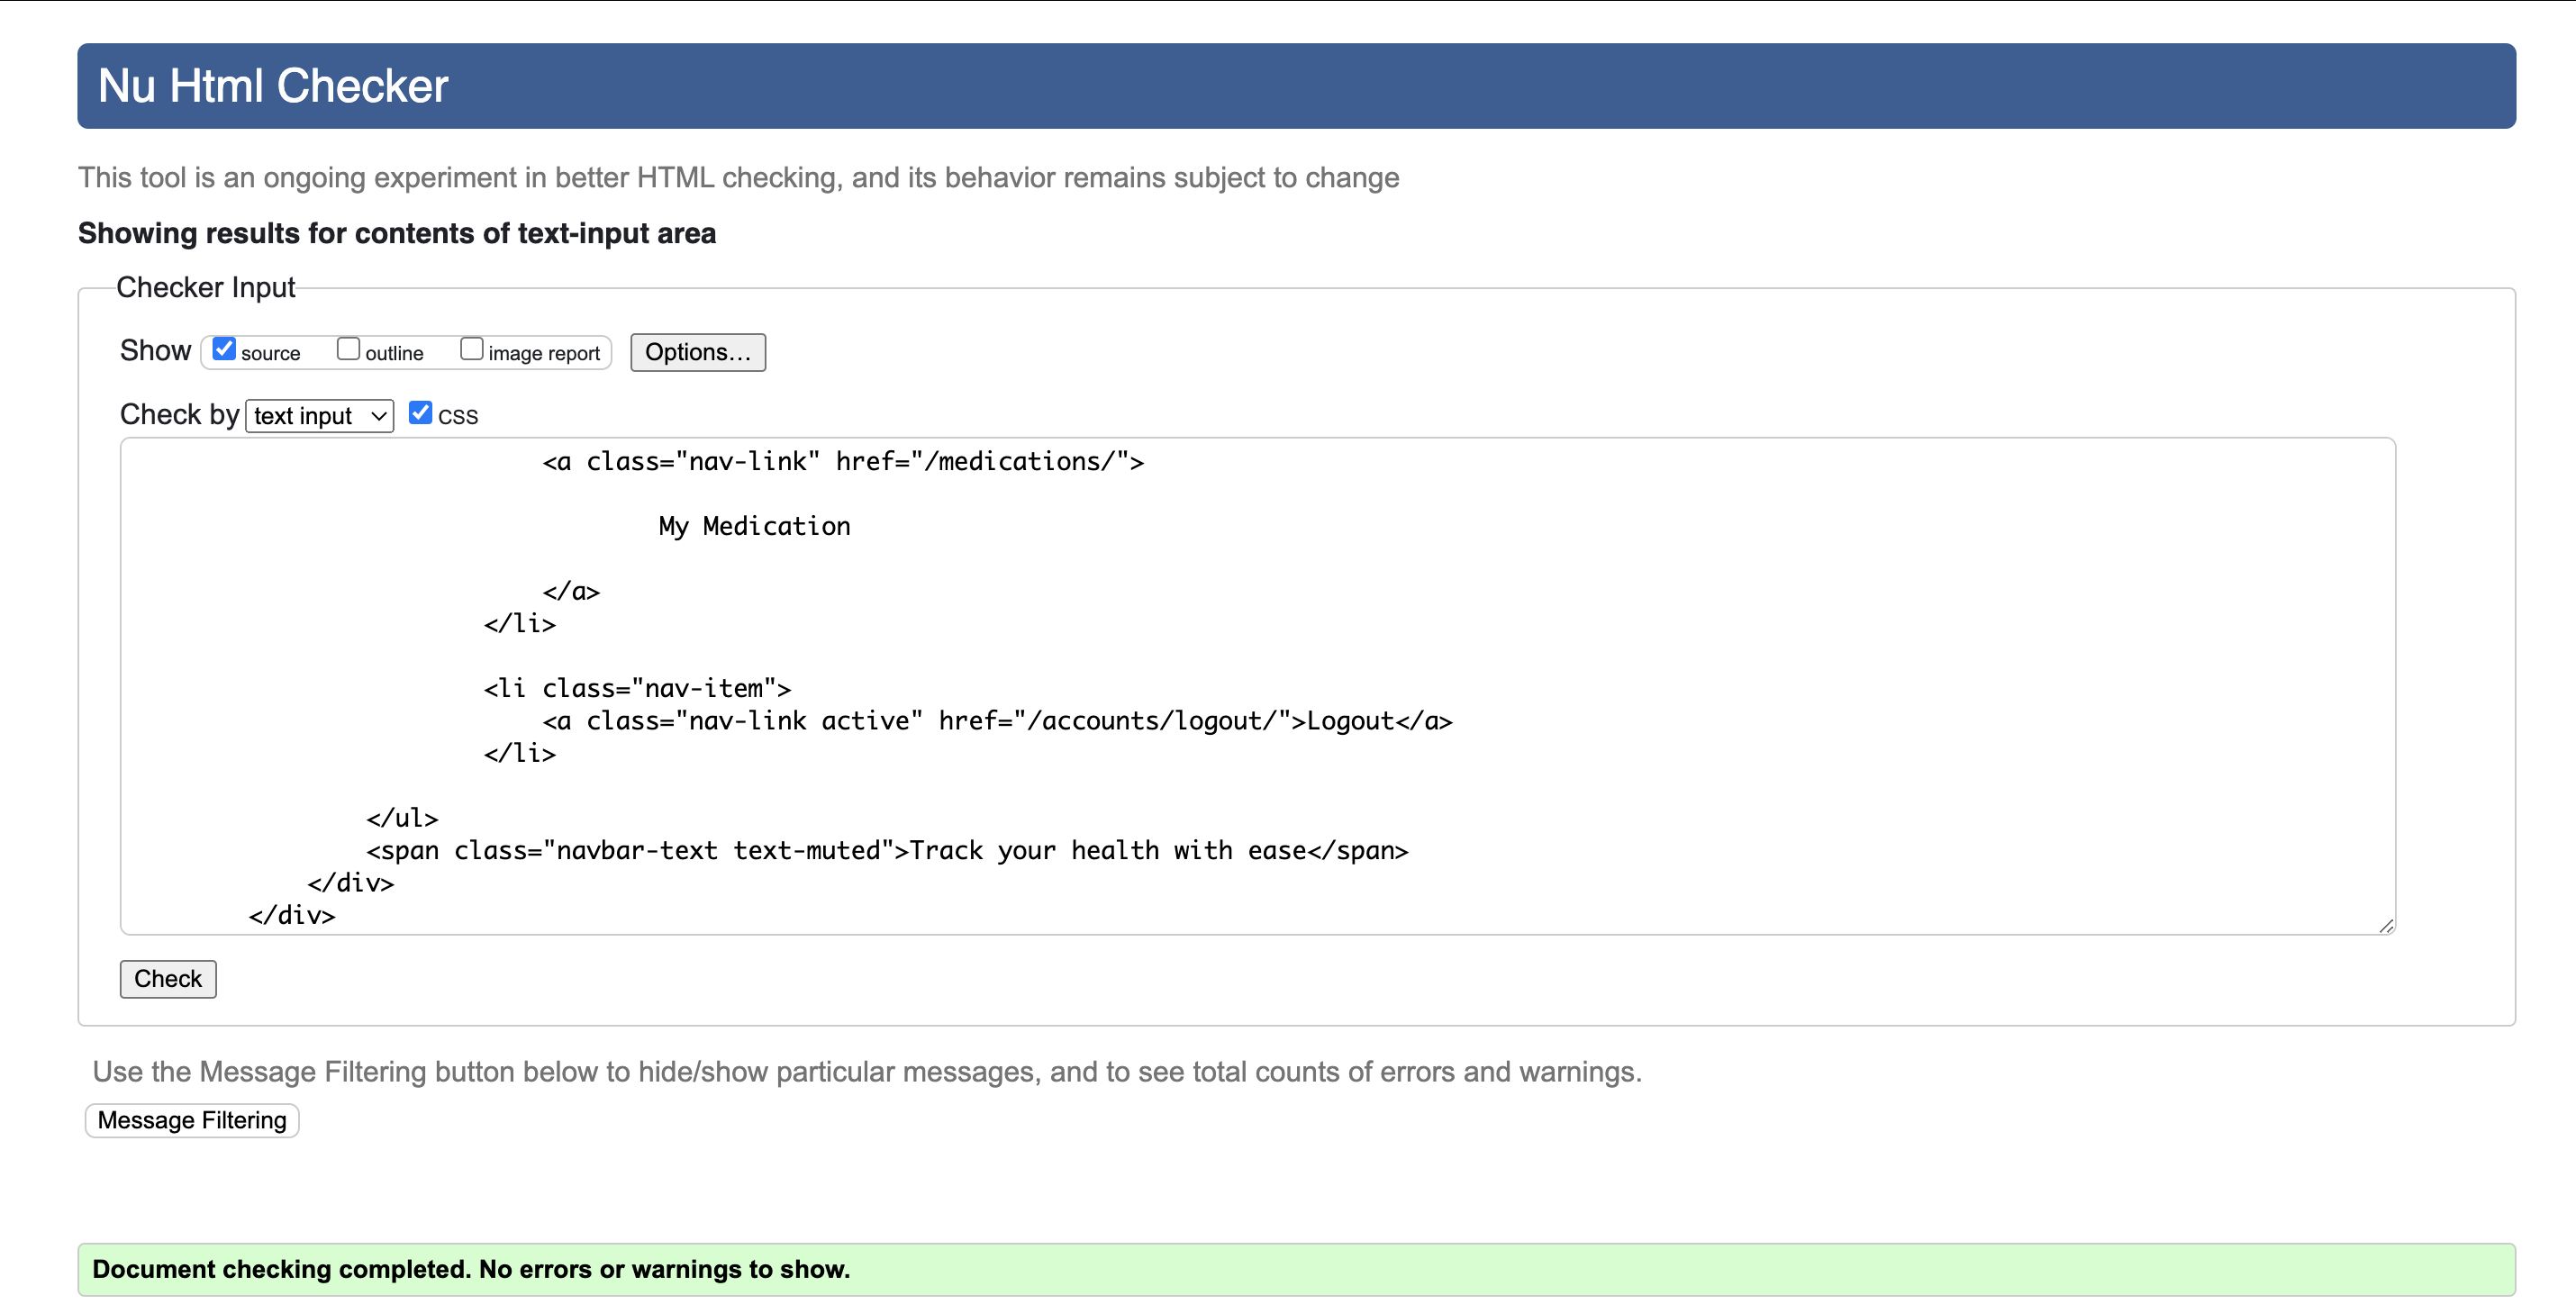 Nu Html Checker
This tool is an ongoing experiment in better HTML checking, and its behavior remains subject to change
Showing results for contents of text-input area
Checker Input
Show source outline image report Options...
Check by text input CSS
<a class="nav-link" href="/medications/">
My Medication
</a>
</li>
<li class="nav-item">
<a class="nav-link active" href="/accounts/logout/">Logout</a>
</li>
</ul>
<span class="navbar-text text-muted">Track your health with ease</span>
</div>
</div>
Check
Use the Message Filtering button below to hide/show particular messages, and to see total counts of errors and warnings.
Message Filtering
Document checking completed. No errors or warnings to show.